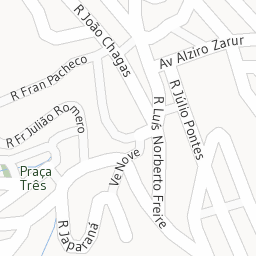 R João Chagas
Av Alziro Zarur
R Fran Pacheco
R Júlio Pontes
R Luís Norberto Freire
R Fr Julião Romero
Ve Nove
Praça
Três
R Japaraná